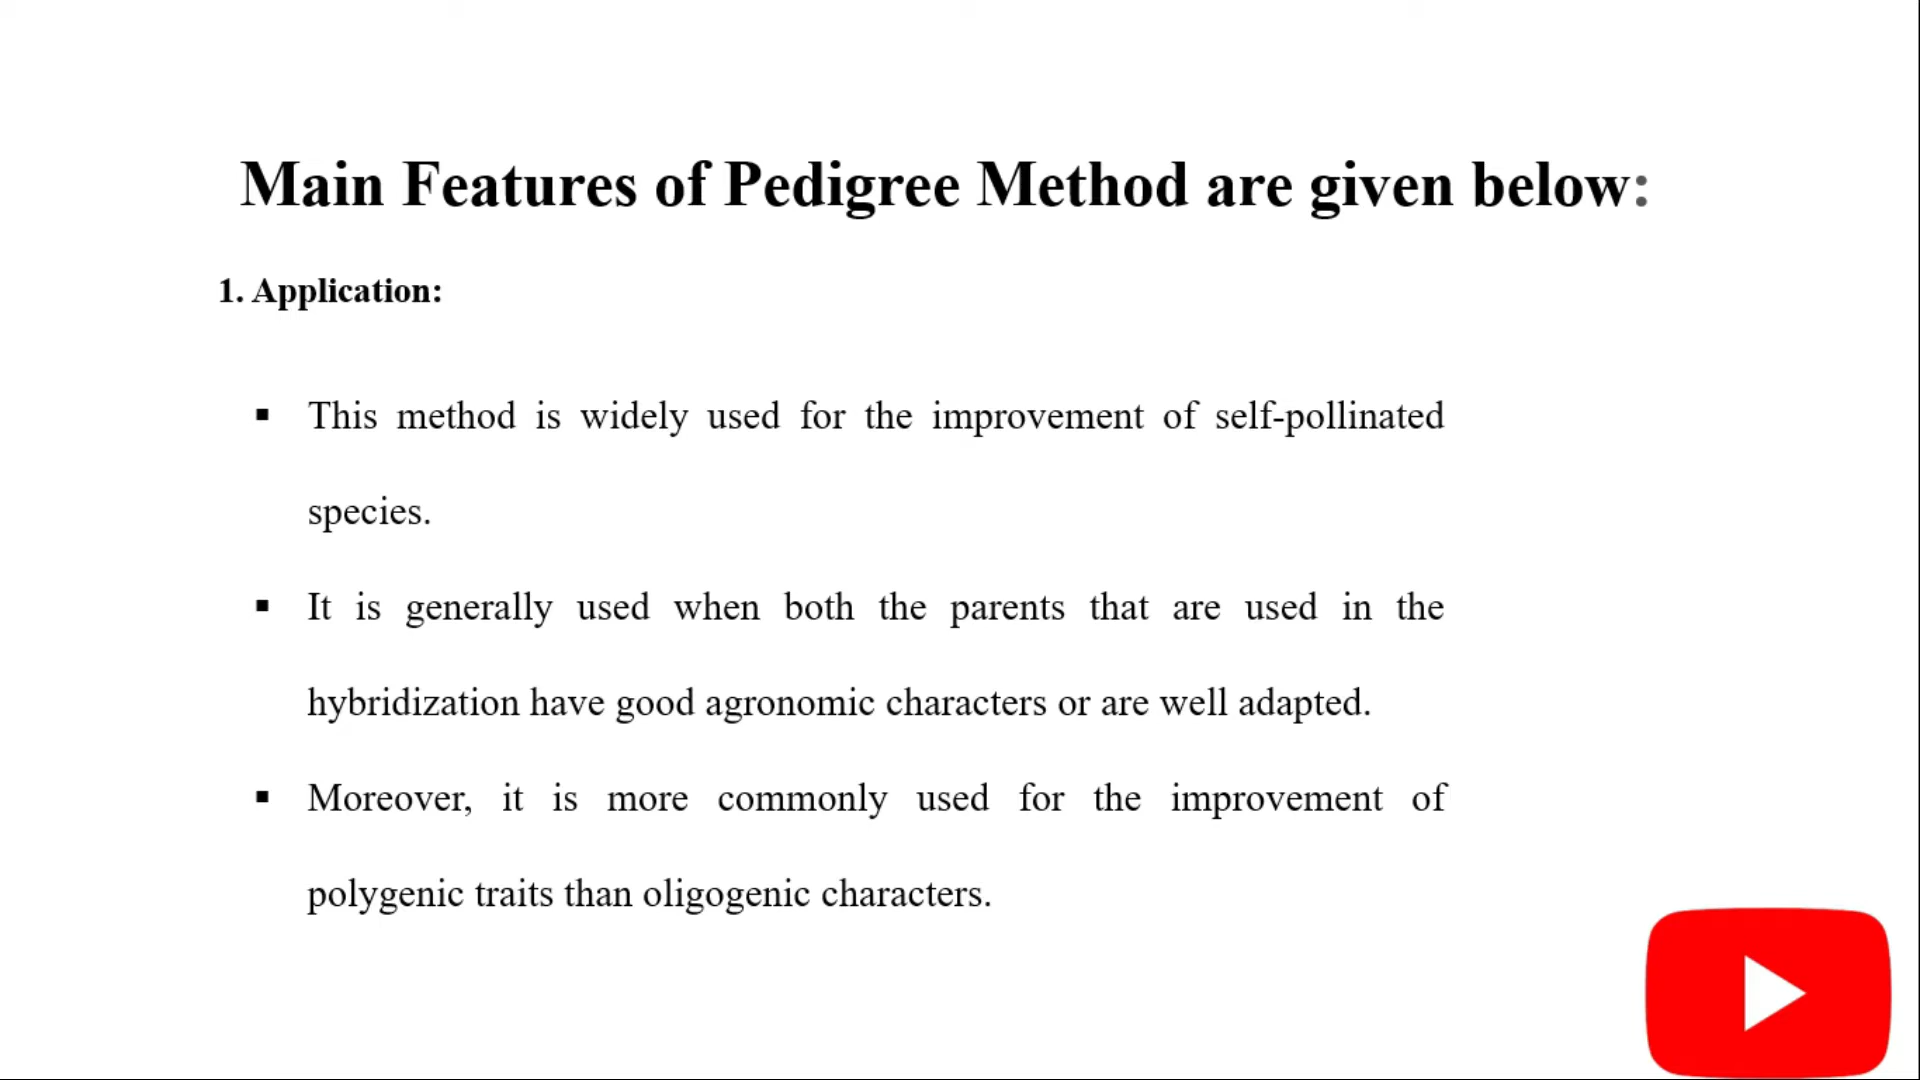 Main Features of Pedigree Method are given below:
1. Application:
▪ This method is widely used for the improvement of self-pollinated
species.
▪ It is generally used when both the parents that are used in the
hybridization have good agronomic characters or are well adapted.
▪ Moreover, it is more commonly used for the improvement of
polygenic traits than oligogenic characters.